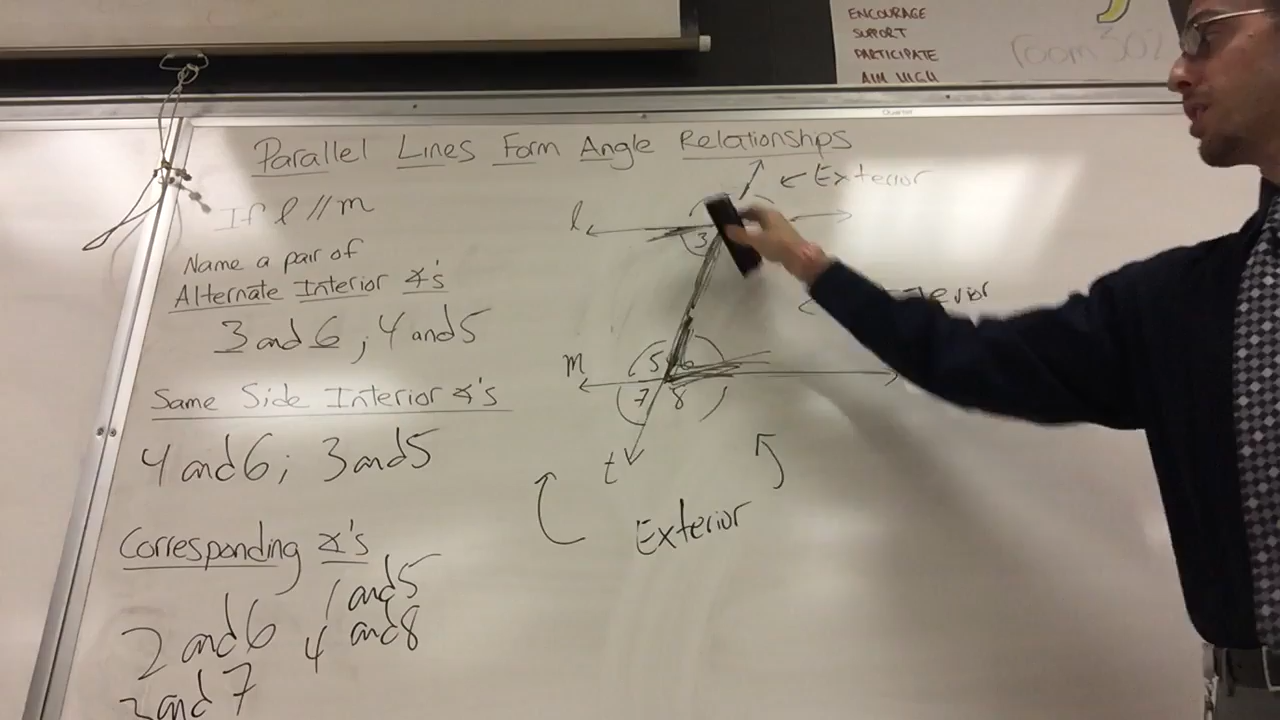 ENCOURAGE
SUPPORT
PARTICIPATE
AIM HIGH
room 302
Quartet
Parallel Lines Form Angle Relationships
If l // m
Name a pair of
Alternate Interior ∡'s
3 and 6 ; 4 and 5
Same Side Interior ∡'s
4 and 6 ; 3 and 5
Corresponding ∡'s
1 and 5
2 and 6
4 and 8
3 and 7
Exterior
l
3
erior
m
5 6
7 8
t
Exterior